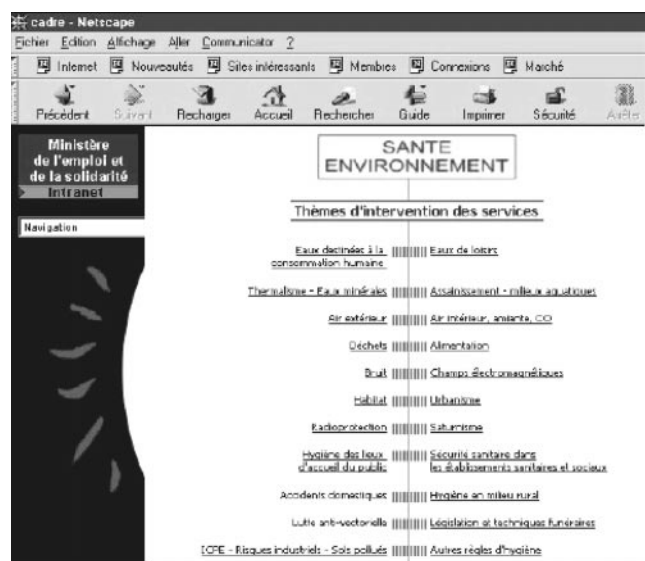 cadre - Netscape
Fichier Edition Affichage Aller Communicator ?
Internet Nouveautés Sites intéressants Membres Connexions Marché
Précédent Suivant Recharger Accueil Rechercher Guide Imprimer Sécurité Arrêter
Ministère
de l'emploi et
de la solidarité
Intranet
Navigation
SANTE
ENVIRONNEMENT
Thèmes d'intervention des services
Eaux destinées à la
consommation humaine
Eaux de loisirs
Thermalisme - Eaux minérales
Assainissement - milieux aquatiques
Air extérieur
Air intérieur, amiante, CO
Déchets
Alimentation
Bruit
Champs électromagnétiques
Habitat
Urbanisme
Radioprotection
Saturnisme
Hygiène des lieux
d'accueil du public
Sécurité sanitaire dans
les établissements sanitaires et sociaux
Accidents domestiques
Hygiène en milieu rural
Lutte anti-vectorielle
Législation et techniques funéraires
ICPE - Risques industriels - Sols pollués
Autres règles d'hygiène